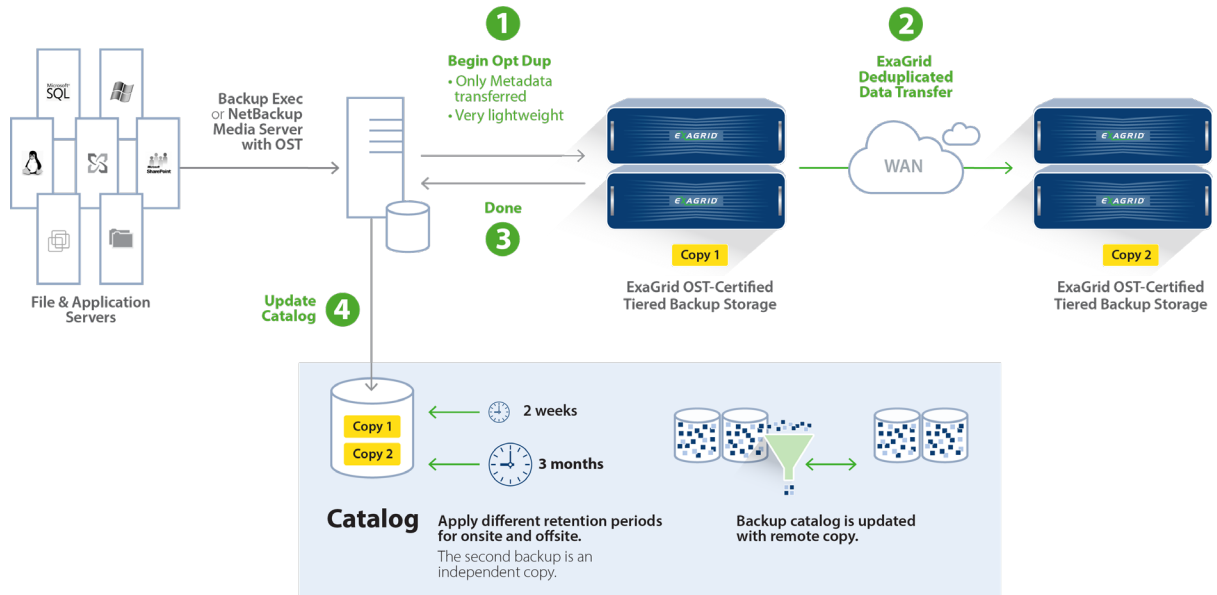 1
Begin Opt Dup
• Only Metadata
transferred
• Very lightweight
2
ExaGrid
Deduplicated
Data Transfer
Microsoft
SQL
Microsoft
SharePoint
File & Application
Servers
Backup Exec
or NetBackup
Media Server
with OST
Done
3
EXAGRID
EXAGRID
Copy 1
ExaGrid OST-Certified
Tiered Backup Storage
WAN
EXAGRID
EXAGRID
Copy 2
ExaGrid OST-Certified
Tiered Backup Storage
Update
Catalog
4
Copy 1
Copy 2
2 weeks
3 months
Catalog
Apply different retention periods
for onsite and offsite.
The second backup is an
independent copy.
Backup catalog is updated
with remote copy.